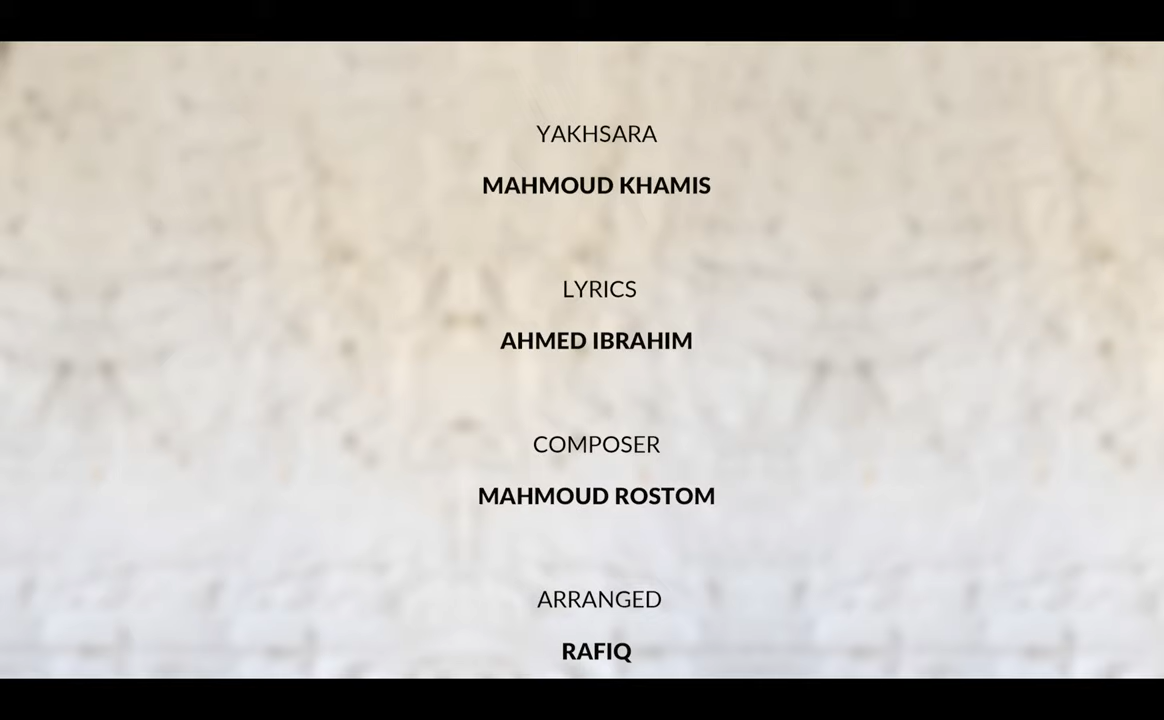 YAKHSARA
MAHMOUD KHAMIS
LYRICS
AHMED IBRAHIM
COMPOSER
MAHMOUD ROSTOM
ARRANGED
RAFIQ